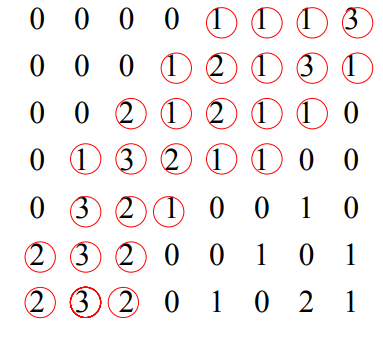 0 0 0 0 1 1 1 3
0 0 0 1 2 1 3 1
0 0 2 1 2 1 1 0
0 1 3 2 1 1 0 0
0 3 2 1 0 0 1 0
2 3 2 0 0 1 0 1
2 3 2 0 1 0 2 1